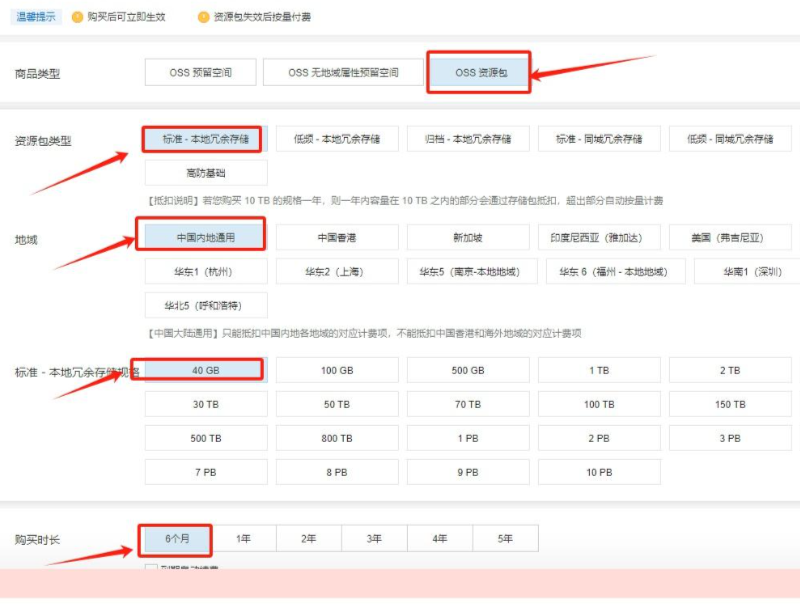 温馨提示 购买后可立即生效 资源包失效后按量付费
商品类型 OSS 预留空间 OSS 无地域属性预留空间 OSS 资源包
资源包类型 标准 - 本地冗余存储 低频 - 本地冗余存储 归档 - 本地冗余存储 标准 - 同城冗余存储 低频 - 同城冗余存储
高防基础
【抵扣说明】若您购买 10 TB 的规格一年，则一年内容量在 10 TB 之内的部分会通过存储包抵扣，超出部分自动按量计费
地域 中国内地通用 中国香港 新加坡 印度尼西亚（雅加达） 美国（弗吉尼亚）
华东1（杭州） 华东2（上海） 华东5（南京-本地地域） 华东 6（福州 - 本地地域） 华南1（深圳）
华北5（呼和浩特）
【中国大陆通用】只能抵扣中国内地各地域的对应计费项，不能抵扣中国香港和海外地域的对应计费项
标准 - 本地冗余存储规格 40 GB 100 GB 500 GB 1 TB 2 TB
30 TB 50 TB 70 TB 100 TB 150 TB
500 TB 800 TB 1 PB 2 PB 3 PB
7 PB 8 PB 9 PB 10 PB
购买时长 6个月 1年 2年 3年 4年 5年